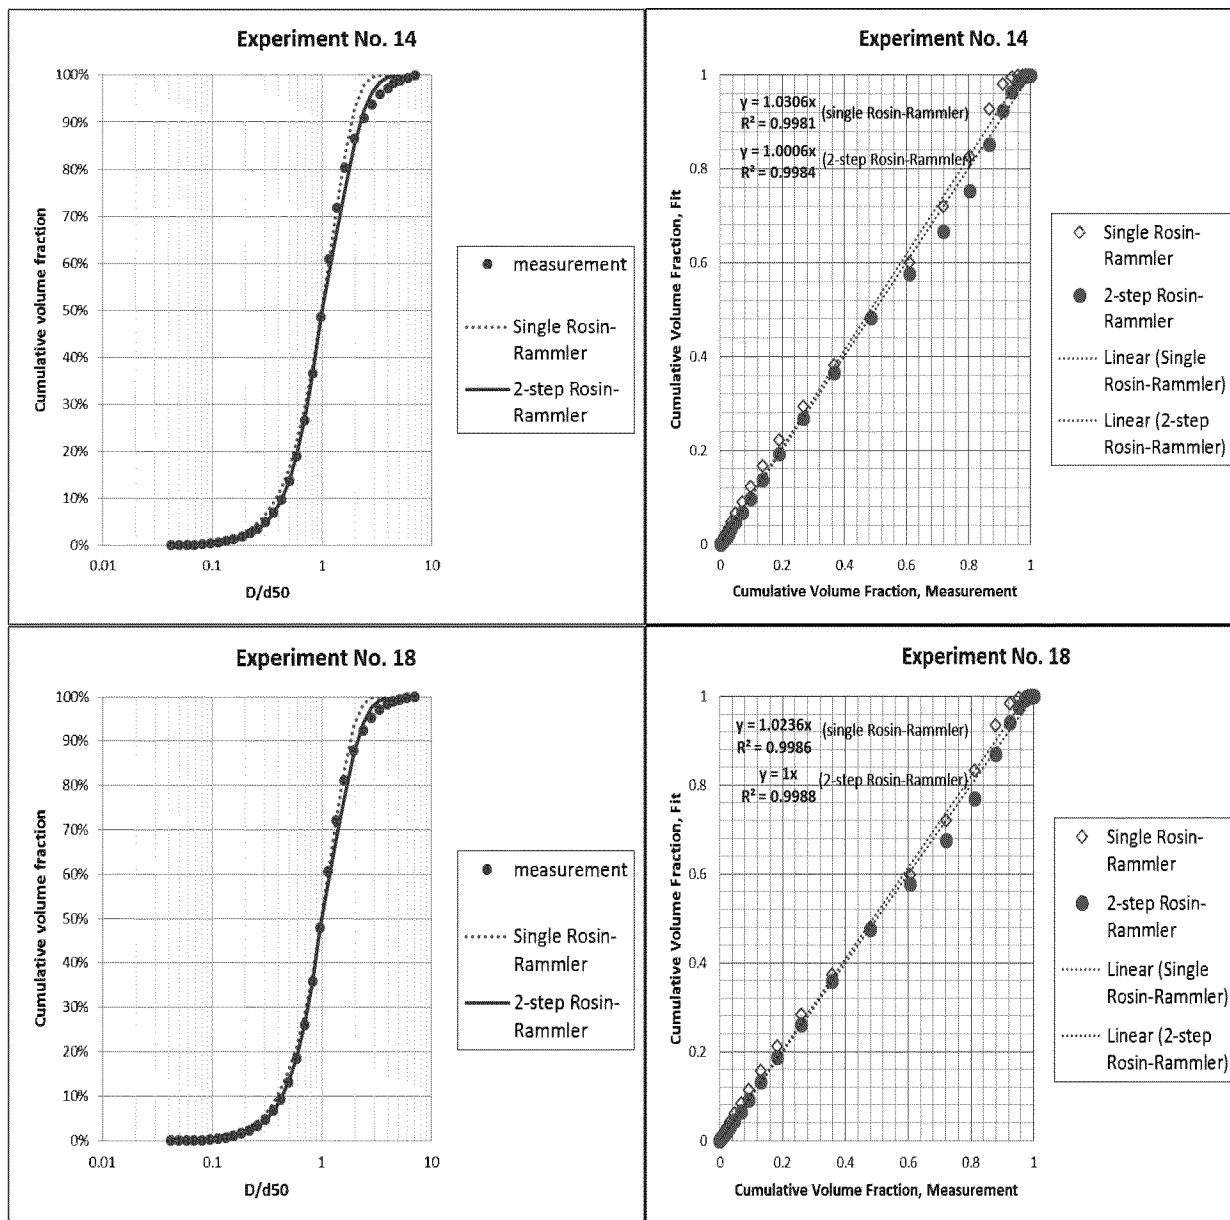 Experiment No. 14
100%
90%
80%
70%
60%
50%
40%
30%
20%
10%
0%
0.01
0.1
1
10
Cumulative volume fraction
D/d50
measurement
Single Rosin-
Rammler
2-step Rosin-
Rammler
Experiment No. 14
y = 1.0306x (single Rosin-Rammler)
R² = 0.9981
y = 1.0006x (2-step Rosin-Rammler)
R² = 0.9984
1
0.8
0.6
0.4
0.2
0
0
0.2
0.4
0.6
0.8
1
Cumulative Volume Fraction, Fit
Cumulative Volume Fraction, Measurement
Single Rosin-
Rammler
2-step Rosin-
Rammler
Linear (Single
Rosin-Rammler)
Linear (2-step
Rosin-Rammler)
Experiment No. 18
100%
90%
80%
70%
60%
50%
40%
30%
20%
10%
0%
0.01
0.1
1
10
Cumulative volume fraction
D/d50
measurement
Single Rosin-
Rammler
2-step Rosin-
Rammler
Experiment No. 18
y = 1.0236x (single Rosin-Rammler)
R² = 0.9986
y = 1x (2-step Rosin-Rammler)
R² = 0.9988
1
0.8
0.6
0.4
0.2
0
0
0.2
0.4
0.6
0.8
1
Cumulative Volume Fraction, Fit
Cumulative Volume Fraction, Measurement
Single Rosin-
Rammler
2-step Rosin-
Rammler
Linear (Single
Rosin-Rammler)
Linear (2-step
Rosin-Rammler)